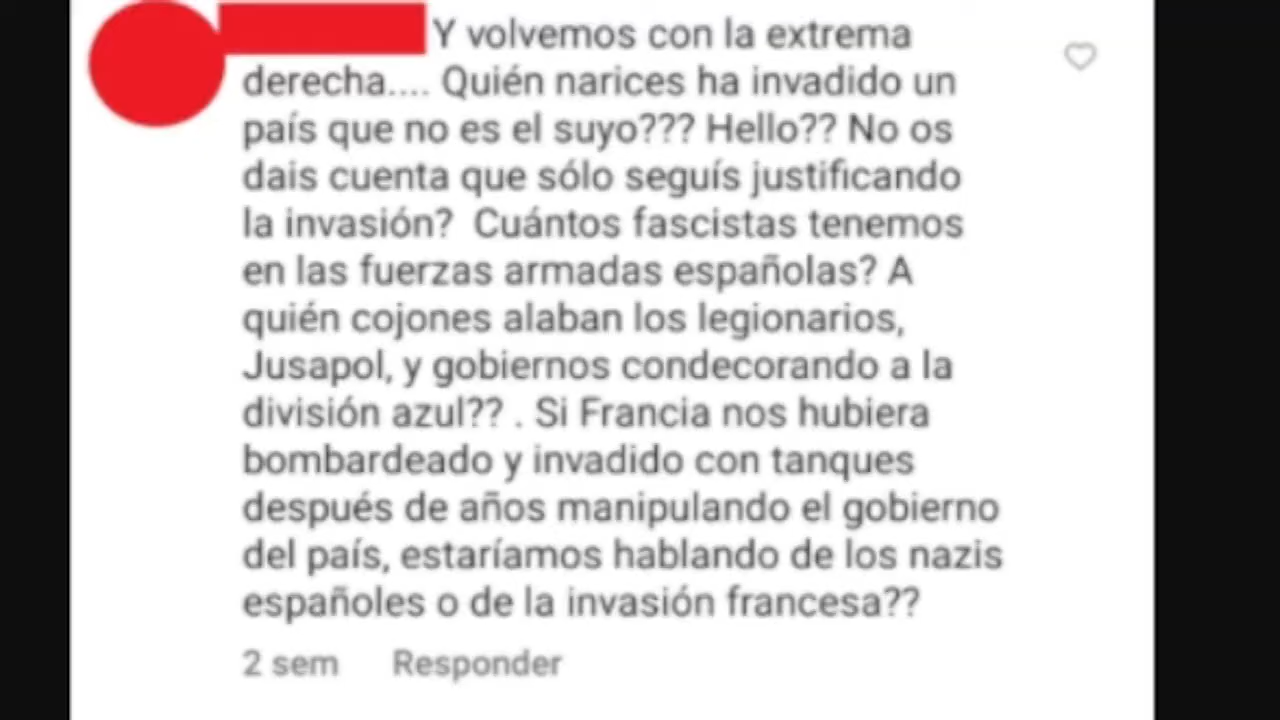 Y volvemos con la extrema
derecha.... Quién narices ha invadido un
país que no es el suyo??? Hello?? No os
dais cuenta que sólo seguís justificando
la invasión?  Cuántos fascistas tenemos
en las fuerzas armadas españolas? A
quién cojones alaban los legionarios,
Jusapol, y gobiernos condecorando a la
división azul?? . Si Francia nos hubiera
bombardeado y invadido con tanques
después de años manipulando el gobierno
del país, estaríamos hablando de los nazis
españoles o de la invasión francesa??
2 sem Responder